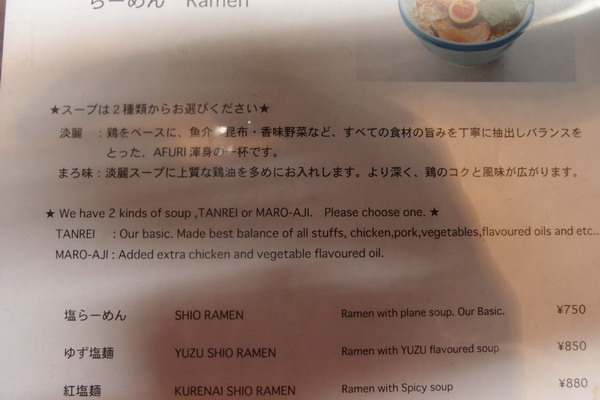 らーめん Ramen
★スープは2種類からお選びください★
淡麗 ：鶏をベースに、魚介 昆布・香味野菜など、すべての食材の旨みを丁寧に抽出しバランスを
とった、AFURI渾身の一杯です。
まろ味：淡麗スープに上質な鶏油を多めにお入れします。より深く、鶏のコクと風味が広がります。
★ We have 2 kinds of soup ,TANREI or MARO-AJI. Please choose one. ★
TANREI : Our basic. Made best balance of all stuffs, chicken,pork,vegetables,flavoured oils and etc..
MARO-AJI : Added extra chicken and vegetable flavoured oil.
塩らーめん SHIO RAMEN Ramen with plane soup. Our Basic. ¥750
ゆず塩麺 YUZU SHIO RAMEN Ramen with YUZU flavoured soup ¥850
紅塩麺 KURENAI SHIO RAMEN Ramen with Spicy soup ¥880